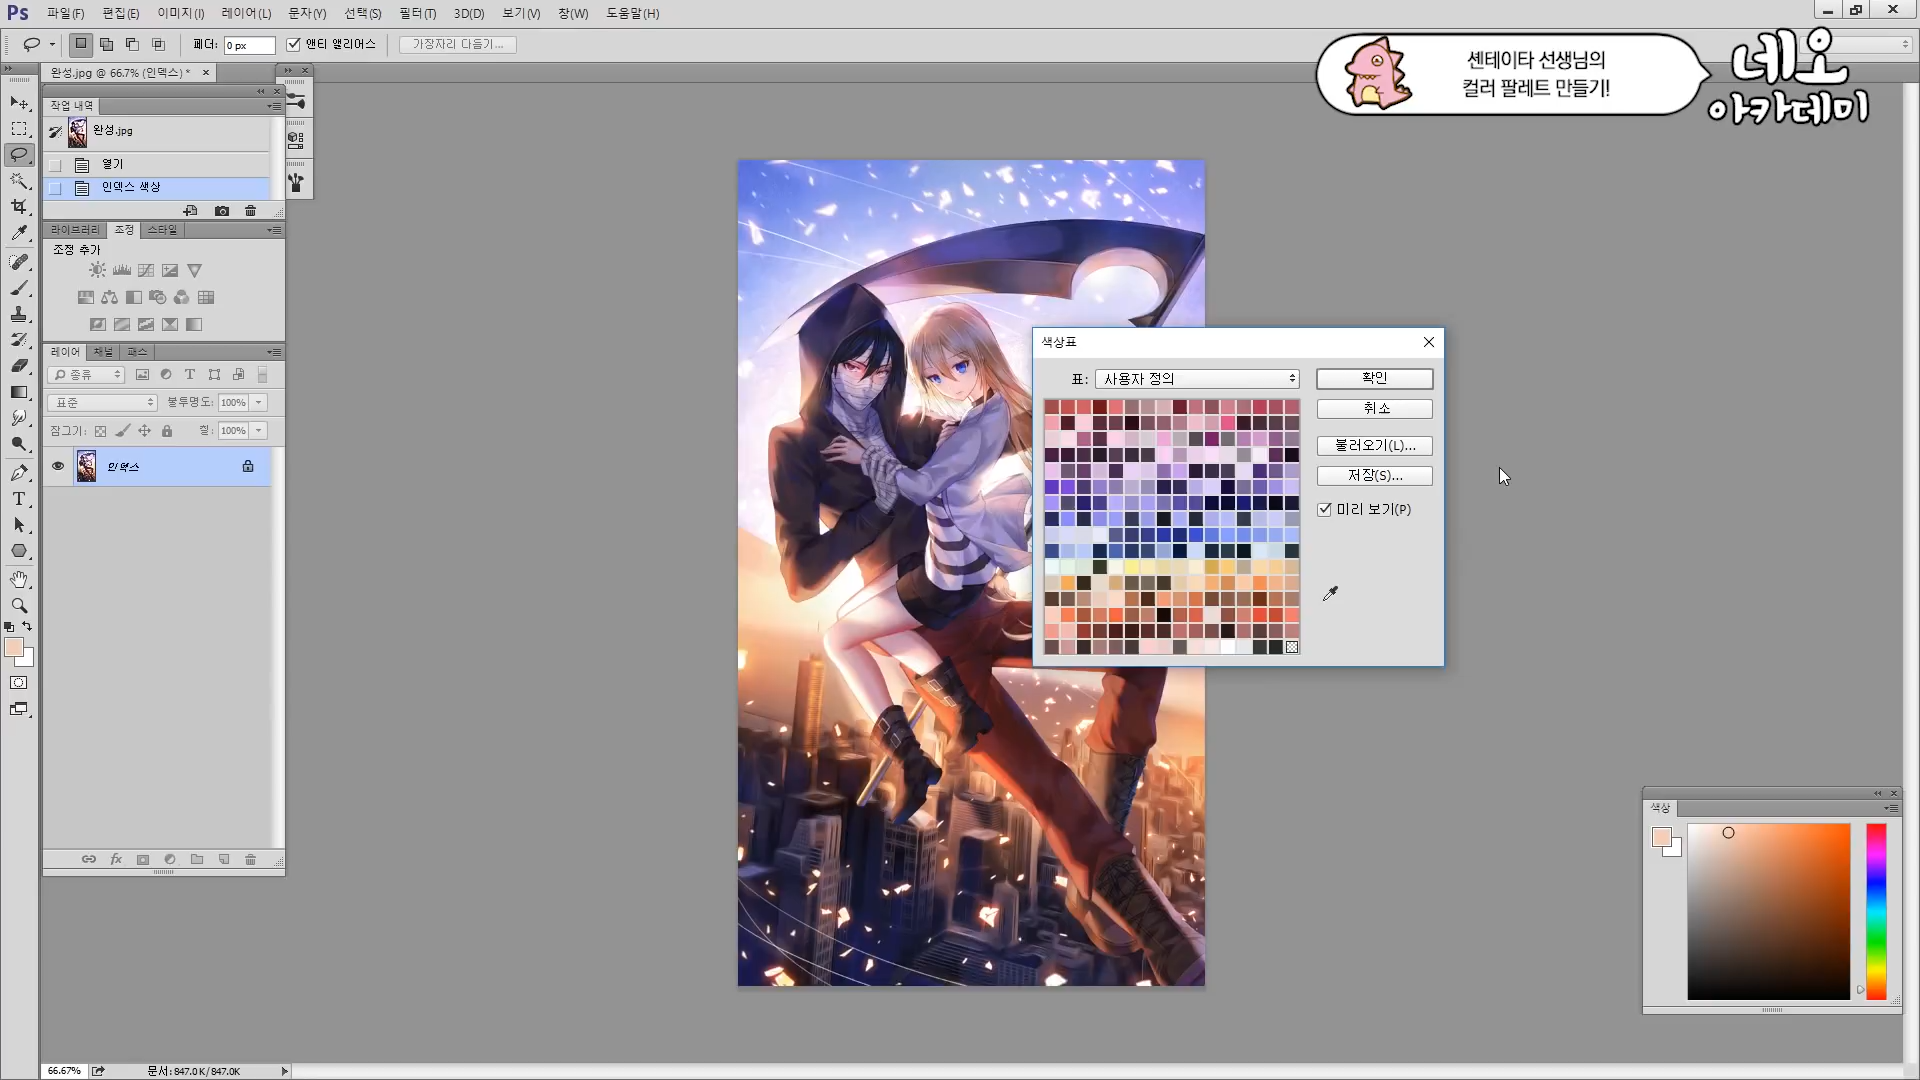 Ps 파일(F) 편집(E) 이미지(I) 레이어(L) 문자(Y) 선택(S) 필터(T) 3D(D) 보기(V) 창(W) 도움말(H)
페더: 0 px 앤티 앨리어스 가장자리 다듬기...
완성.jpg @ 66.7% (인덱스) * ×
셴테이타 선생님의
컬러 팔레트 만들기!
네오
아카데미
작업 내역
완성.jpg
열기
인덱스 색상
라이브러리 조정 스타일
조정 추가
레이어 채널 패스
종류
표준 불투명도: 100%
잠그기: 칠: 100%
인덱스
fx
색상표
표: 사용자 정의
확인
취소
불러오기(L)...
저장(S)...
미리 보기(P)
색상
66.67% 문서: 847.0K/847.0K